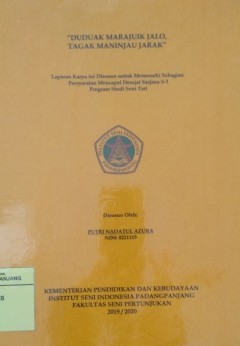 "DUDUAK MARAJUIK JALO,
TAGAK MANINJAU JARAK"
Laporan Karya ini Disusun untuk Memenuhi Sebagian
Persyaratan Mencapai Derajat Sarjana S-1
Program Studi Seni Tari
Disusun Oleh:
PUTRI NADATUL AZURA
NIM:
ANJANG
KEMENTERIAN PENDIDIKAN DAN KEBUDAYAAN
INSTITUT SENI INDONESIA PADANGPANJANG
FAKULTAS SENI PERTUNJUKAN
2019 / 2020